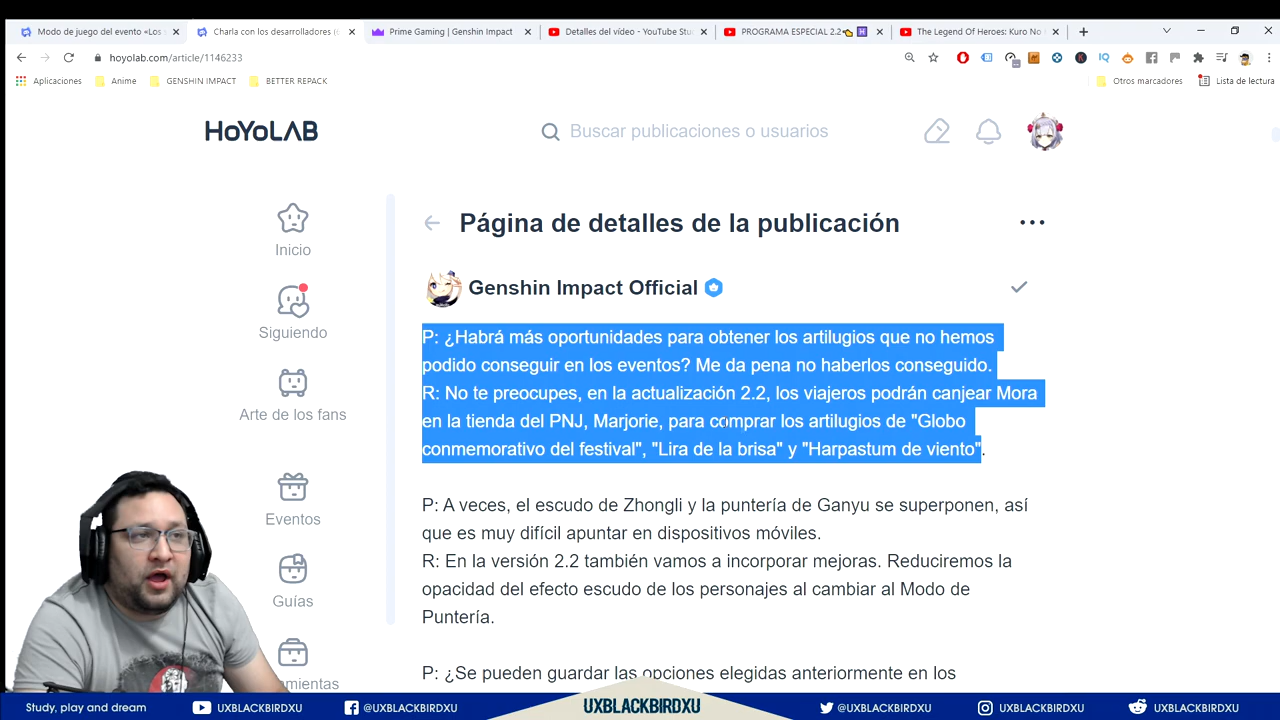 Modo de juego del evento «Los
Charla con los desarrolladores (
Prime Gaming | Genshin Impact
Detalles del vídeo - YouTube Stu
PROGRAMA ESPECIAL 2.2
The Legend Of Heroes: Kuro No
hoyolab.com/article/1146233
Aplicaciones
Anime
GENSHIN IMPACT
BETTER REPACK
Otros marcadores
Lista de lectura
HoYoLAB
Buscar publicaciones o usuarios
Inicio
Siguiendo
Arte de los fans
Eventos
Guías
mientas
Página de detalles de la publicación
Genshin Impact Official
P: ¿Habrá más oportunidades para obtener los artilugios que no hemos
podido conseguir en los eventos? Me da pena no haberlos conseguido.
R: No te preocupes, en la actualización 2.2, los viajeros podrán canjear Mora
en la tienda del PNJ, Marjorie, para comprar los artilugios de "Globo
conmemorativo del festival", "Lira de la brisa" y "Harpastum de viento".
P: A veces, el escudo de Zhongli y la puntería de Ganyu se superponen, así
que es muy difícil apuntar en dispositivos móviles.
R: En la versión 2.2 también vamos a incorporar mejoras. Reduciremos la
opacidad del efecto escudo de los personajes al cambiar al Modo de
Puntería.
P: ¿Se pueden guardar las opciones elegidas anteriormente en los
Study, play and dream
UXBLACKBIRDXU
@UXBLACKBIRDXU
UXBLACKBIRDXU
@UXBLACKBIRDXU
UXBLACKBIRDXU
UXBLACKBIRDXU